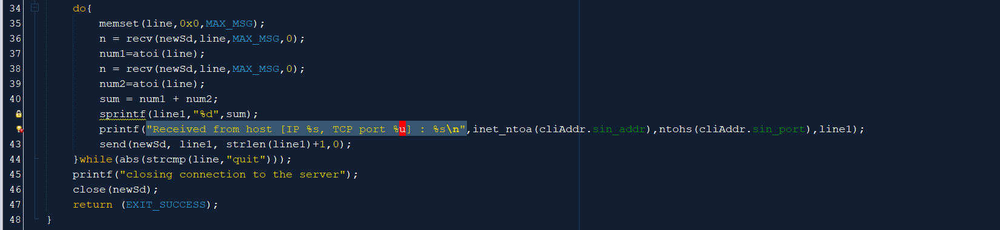 34 do{
35 memset(line,0x0,MAX_MSG);
36 n = recv(newSd,line,MAX_MSG,0);
37 num1=atoi(line);
38 n = recv(newSd,line,MAX_MSG,0);
39 num2=atoi(line);
40 sum = num1 + num2;
sprintf(line1,"%d",sum);
printf("Received from host [IP %s, TCP port %u] : %s\n",inet_ntoa(cliAddr.sin_addr),ntohs(cliAddr.sin_port),line1);
43 send(newSd, line1, strlen(line1)+1,0);
44 }while(abs(strcmp(line,"quit")));
45 printf("closing connection to the server");
46 close(newSd);
47 return (EXIT_SUCCESS);
48 }